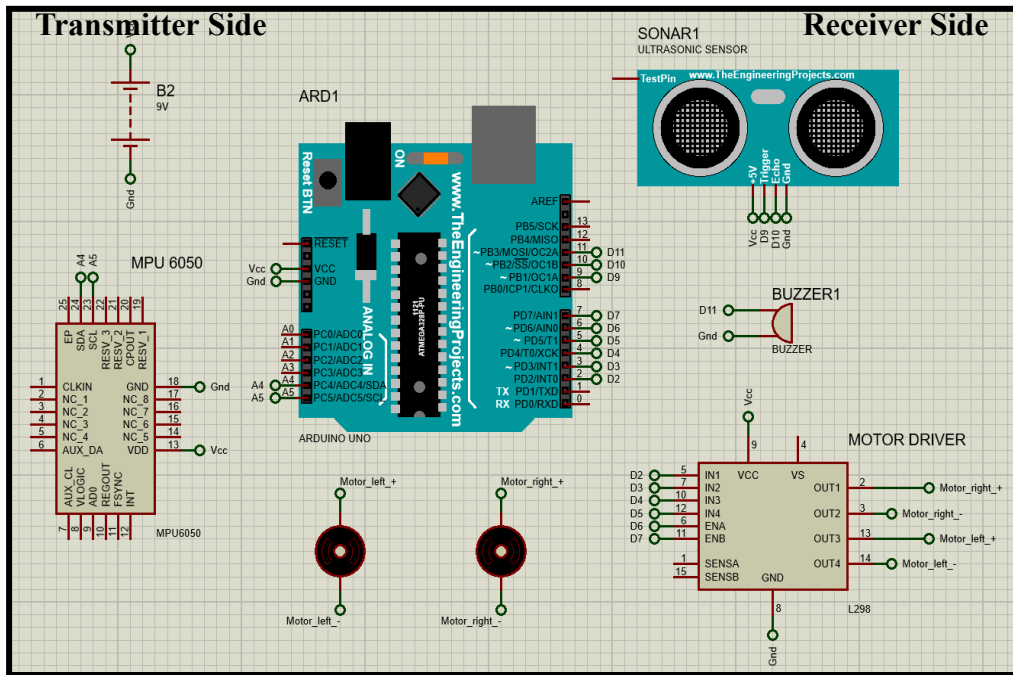 Transmitter Side
Receiver Side
Vcc
B2
9V
Gnd
SONAR1
ULTRASONIC SENSOR
TestPin
www.TheEngineeringProjects.com
+5V
Trigger
Echo
Gnd
Vcc
D9
D10
Gnd
ARD1
Reset BTN
ON
www.TheEngineeringProjects.com
ANALOG IN
1121
ATMEGA328P-PU
RESET
Vcc VCC
Gnd GND
A0 PC0/ADC0
A1 PC1/ADC1
A2 PC2/ADC2
A3 PC3/ADC3
A4 A4 PC4/ADC4/SDA
A5 A5 PC5/ADC5/SCL
AREF
PB5/SCK 13
PB4/MISO 12
~PB3/MOSI/OC2A 11 D11
~PB2/SS/OC1B 10 D10
~PB1/OC1A 9 D9
PB0/ICP1/CLKO 8
PD7/AIN1 7 D7
~PD6/AIN0 6 D6
~PD5/T1 5 D5
PD4/T0/XCK 4 D4
~PD3/INT1 3 D3
PD2/INT0 2 D2
TX PD1/TXD 1
RX PD0/RXD 0
ARDUINO UNO
MPU 6050
A4
A5
25 24 23 22 21 20 19
EP
SDA
SCL
RESV_3
RESV_2
CPOUT
RESV_1
1 CLKIN
2 NC_1
3 NC_2
4 NC_3
5 NC_4
6 AUX_DA
GND 18 Gnd
NC_8 17
NC_7 16
NC_6 15
NC_5 14
VDD 13 Vcc
AUX_CL
VLOGIC
AD0
REGOUT
FSYNC
INT
7 8 9 10 11 12
MPU6050
BUZZER1
D11
Gnd
BUZZER
Motor_left_+
Motor_left_-
Motor_right_+
Motor_right_-
MOTOR DRIVER
Vcc
9
4
VCC
VS
D2 5 IN1
D3 7 IN2
D4 10 IN3
D5 12 IN4
D6 6 ENA
D7 11 ENB
1 SENSA
15 SENSB
OUT1 2 Motor_right_+
OUT2 3 Motor_right_-
OUT3 13 Motor_left_+
OUT4 14 Motor_left_-
GND
8
Gnd
L298